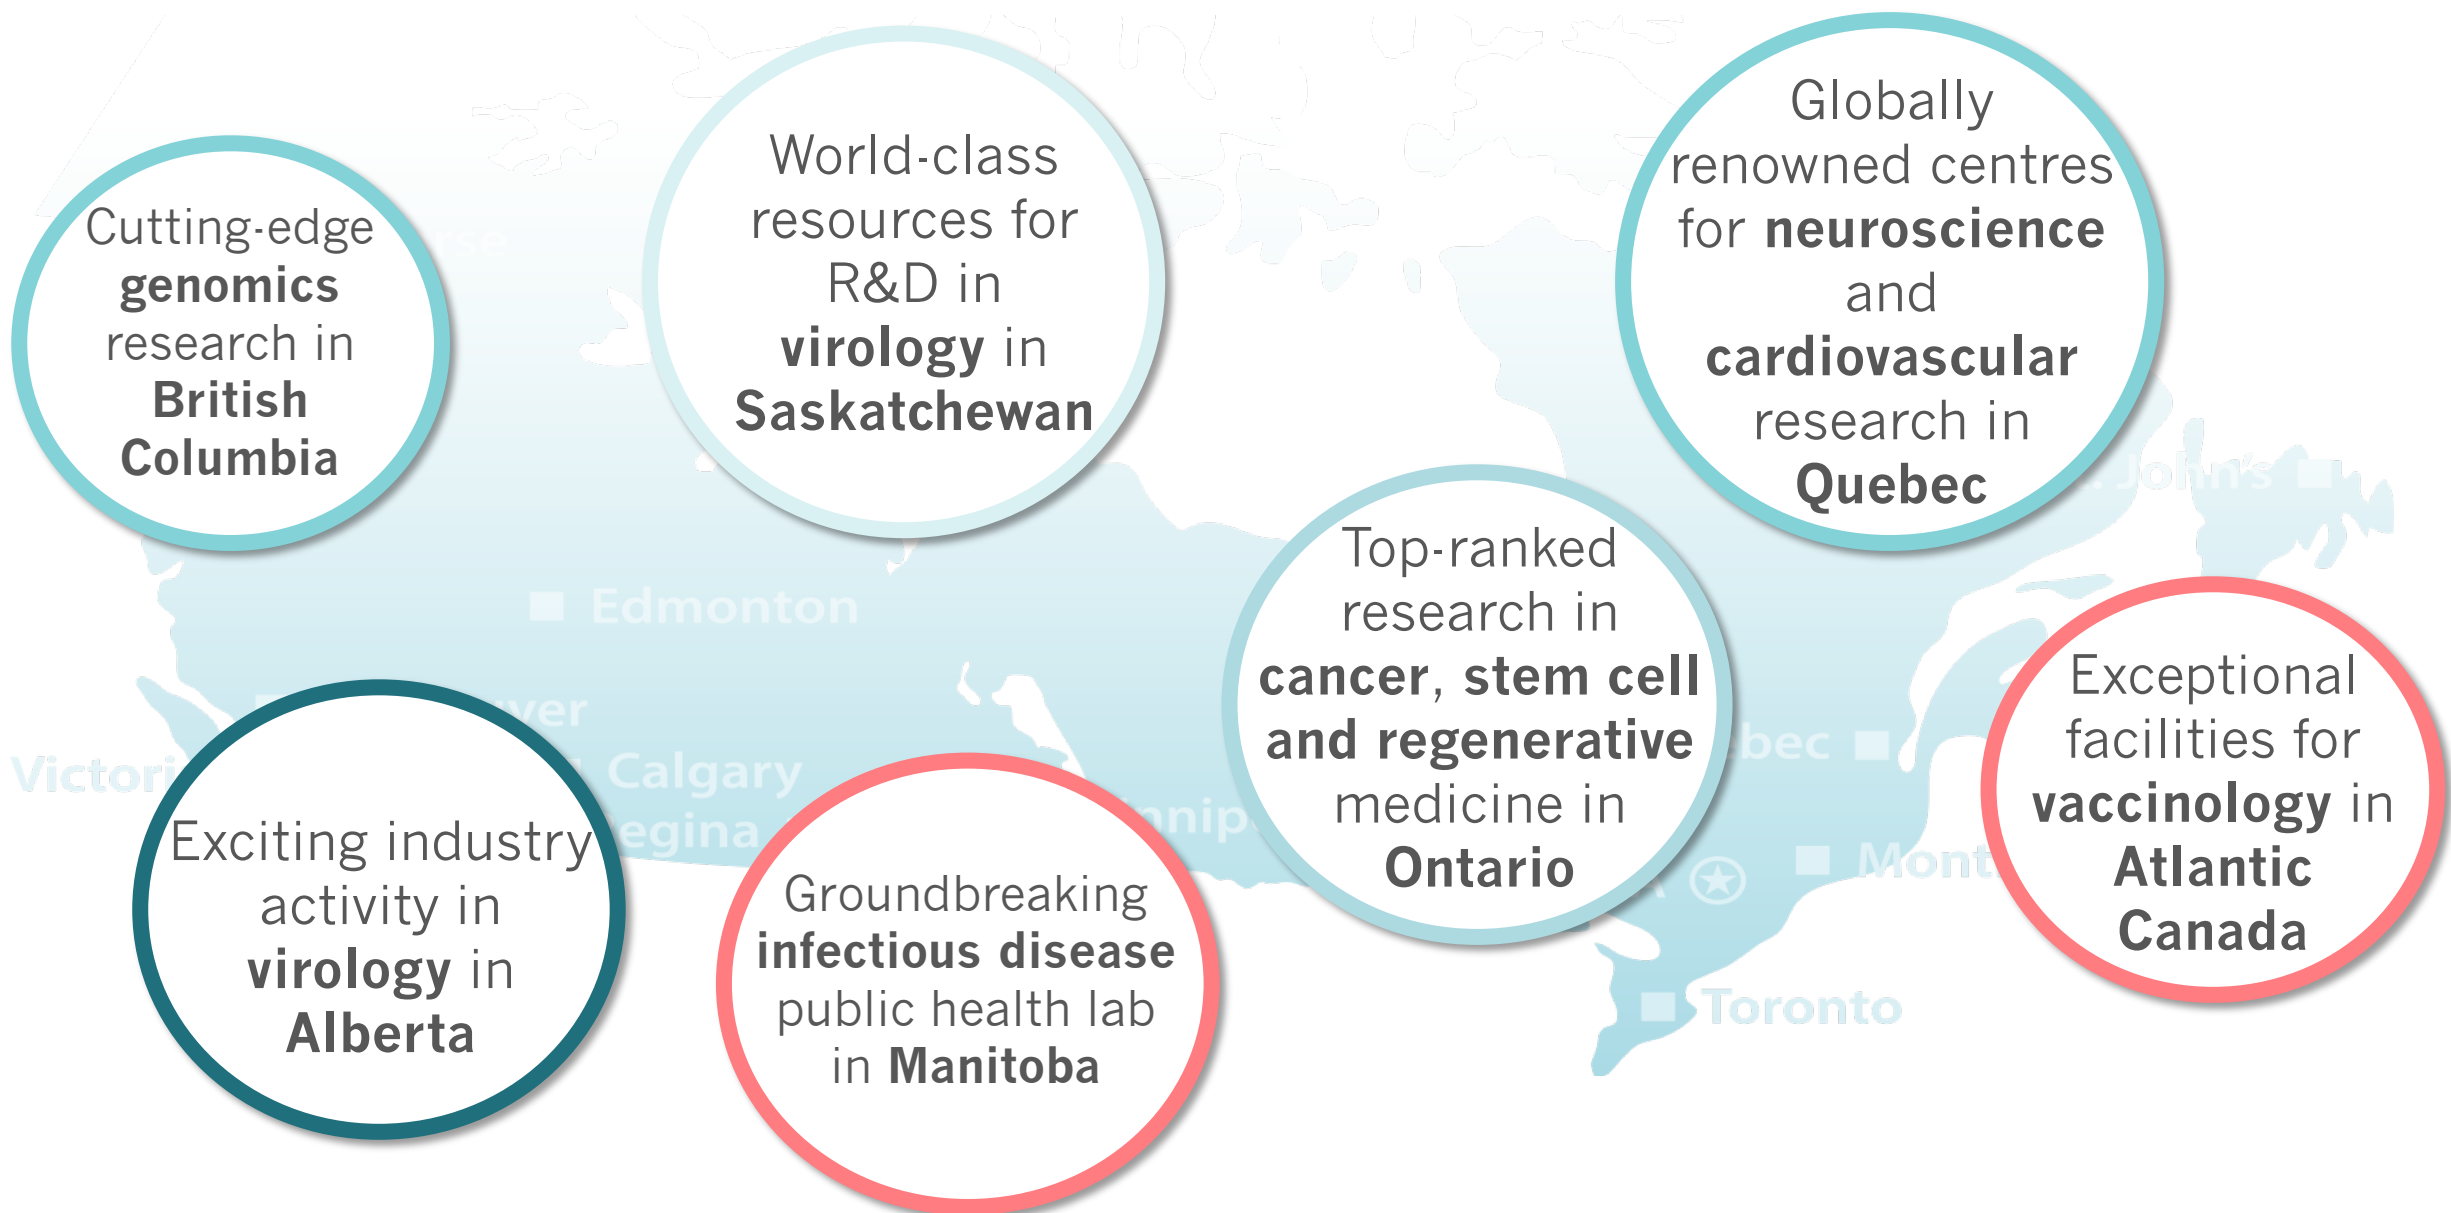 Cutting-edge
genomics
research in
British
Columbia
World-class
resources for
R&D in
virology in
Saskatchewan
Globally
renowned centres
for neuroscience
and
cardiovascular
research in
Quebec
Top-ranked
research in
cancer, stem cell
and regenerative
medicine in
Ontario
Exceptional
facilities for
vaccinology in
Atlantic
Canada
Exciting industry
activity in
virology in
Alberta
Groundbreaking
infectious disease
public health lab
in Manitoba
John's
Edmonton
Calgary
Toronto